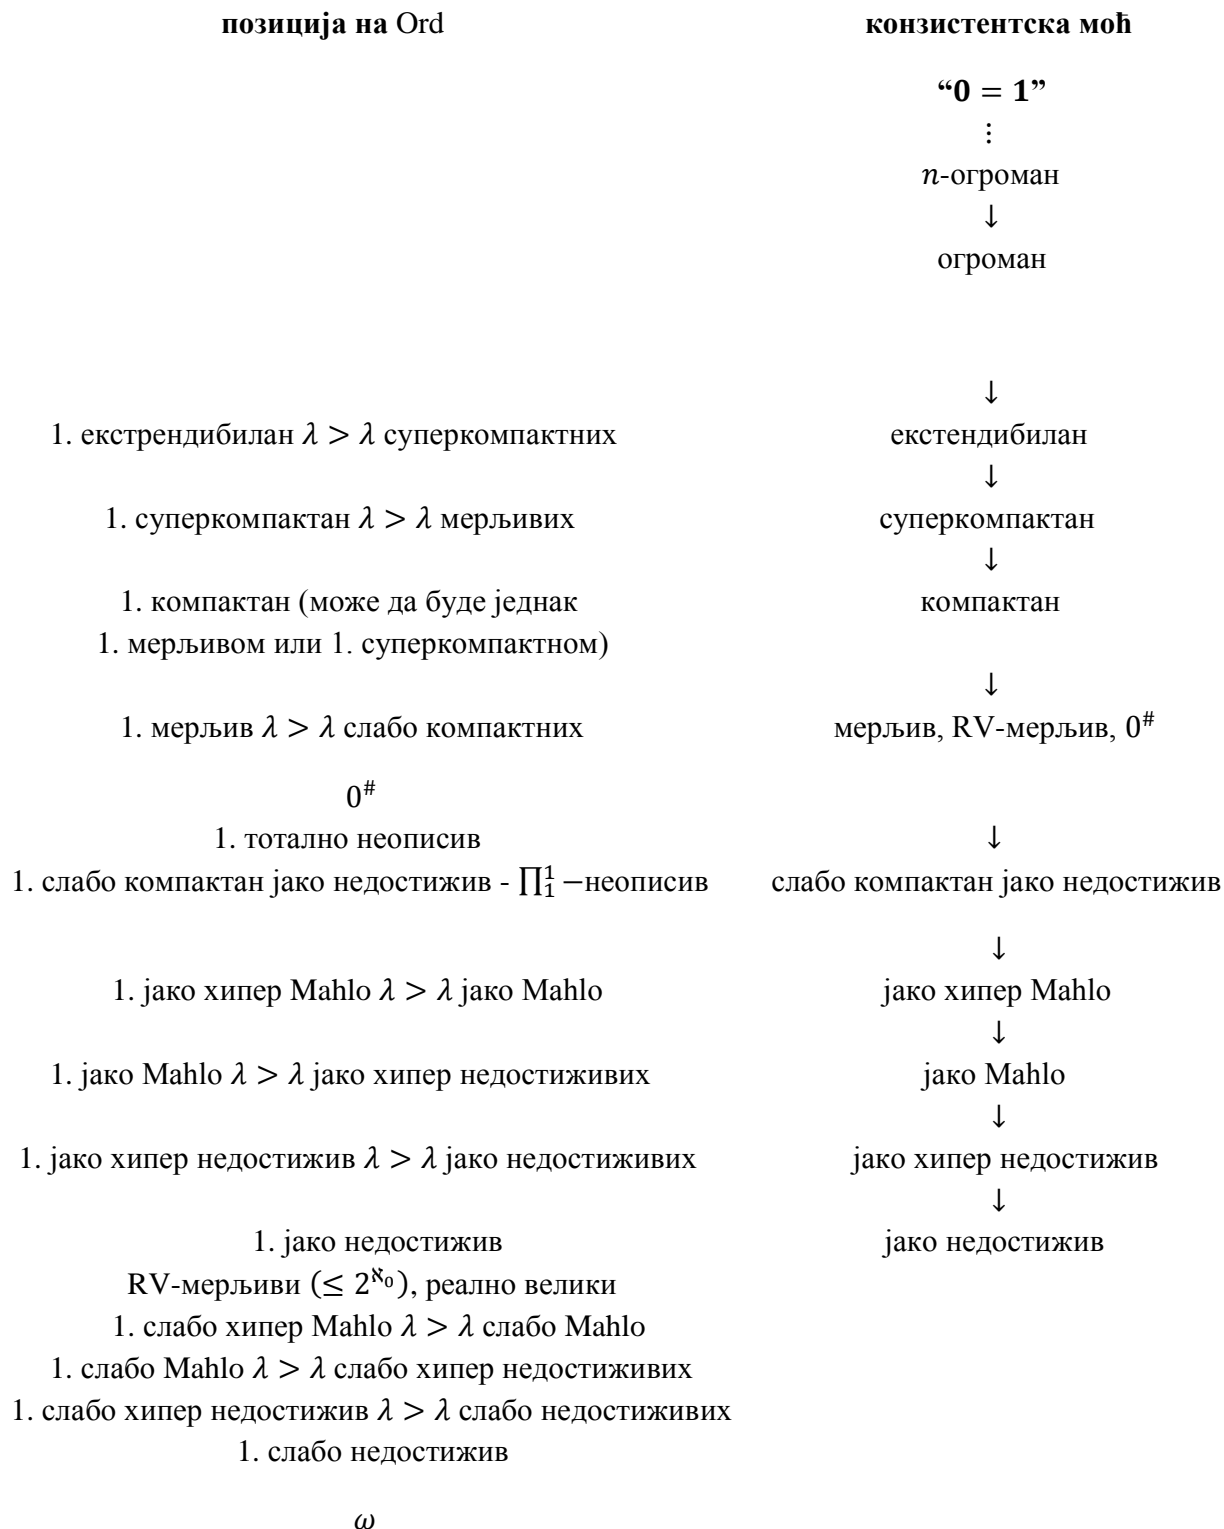 позиција на Ord конзистентска моћ
“0 = 1”
⋮
n-огроман
↓
огроман
↓
1. екстрендибилан λ > λ суперкомпактних екстендибилан
↓
1. суперкомпактан λ > λ мерљивих суперкомпактан
↓
1. компактан (може да буде једнак компактан
1. мерљивом или 1. суперкомпактном)
↓
1. мерљив λ > λ слабо компактних мерљив, RV-мерљив, 0^#
0^#
1. тотално неописив ↓
1. слабо компактан јако недостижив - ∏₁¹ −неописив слабо компактан јако недостижив
↓
1. јако хипер Mahlo λ > λ јако Mahlo јако хипер Mahlo
↓
1. јако Mahlo λ > λ јако хипер недостиживих јако Mahlo
↓
1. јако хипер недостижив λ > λ јако недостиживих јако хипер недостижив
↓
1. јако недостижив јако недостижив
RV-мерљиви (≤ 2^ℵ₀), реално велики
1. слабо хипер Mahlo λ > λ слабо Mahlo
1. слабо Mahlo λ > λ слабо хипер недостиживих
1. слабо хипер недостижив λ > λ слабо недостиживих
1. слабо недостижив
ω